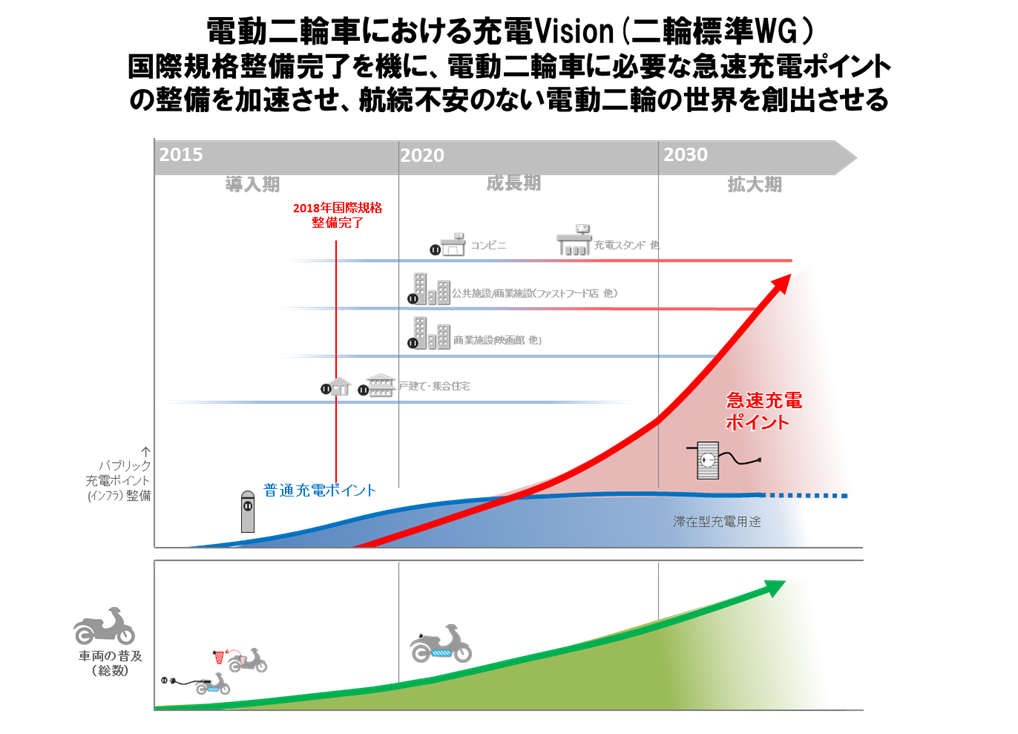 電動二輪車における充電Vision(二輪標準WG)
国際規格整備完了を機に、電動二輪車に必要な急速充電ポイント
の整備を加速させ、航続不安のない電動二輪の世界を創出させる
2015
2020
2030
導入期
成長期
拡大期
2018年国際規格
整備完了
コンビニ
充電スタンド 他
公共施設/商業施設(ファストフード店 他)
商業施設(映画館 他)
戸建て・集合住宅
急速充電
ポイント
↑
パブリック
充電ポイント
(インフラ)整備
普通充電ポイント
滞在型充電用途
車両の普及
(総数)